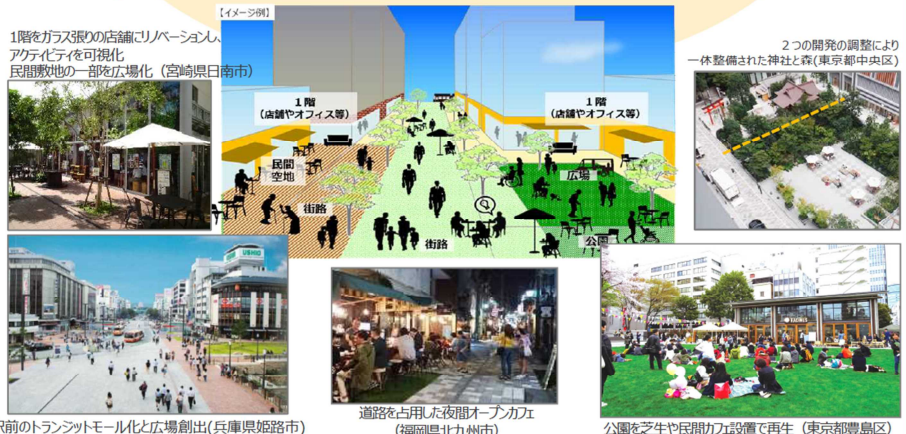 【イメージ例】
1階をガラス張りの店舗にリノベーションし、
アクティビティを可視化
民間敷地の一部を広場化（宮崎県日南市）
２つの開発の調整により
一体整備された神社と森(東京都中央区)
１階
（店舗やオフィス等）
１階
（店舗やオフィス等）
民間
空地
広場
街路
街路
公園
USHIO
駅前のトランジットモール化と広場創出(兵庫県姫路市)
道路を占用した夜間オープンカフェ
（福岡県北九州市）
公園を芝生や民間カフェ設置で再生（東京都豊島区）